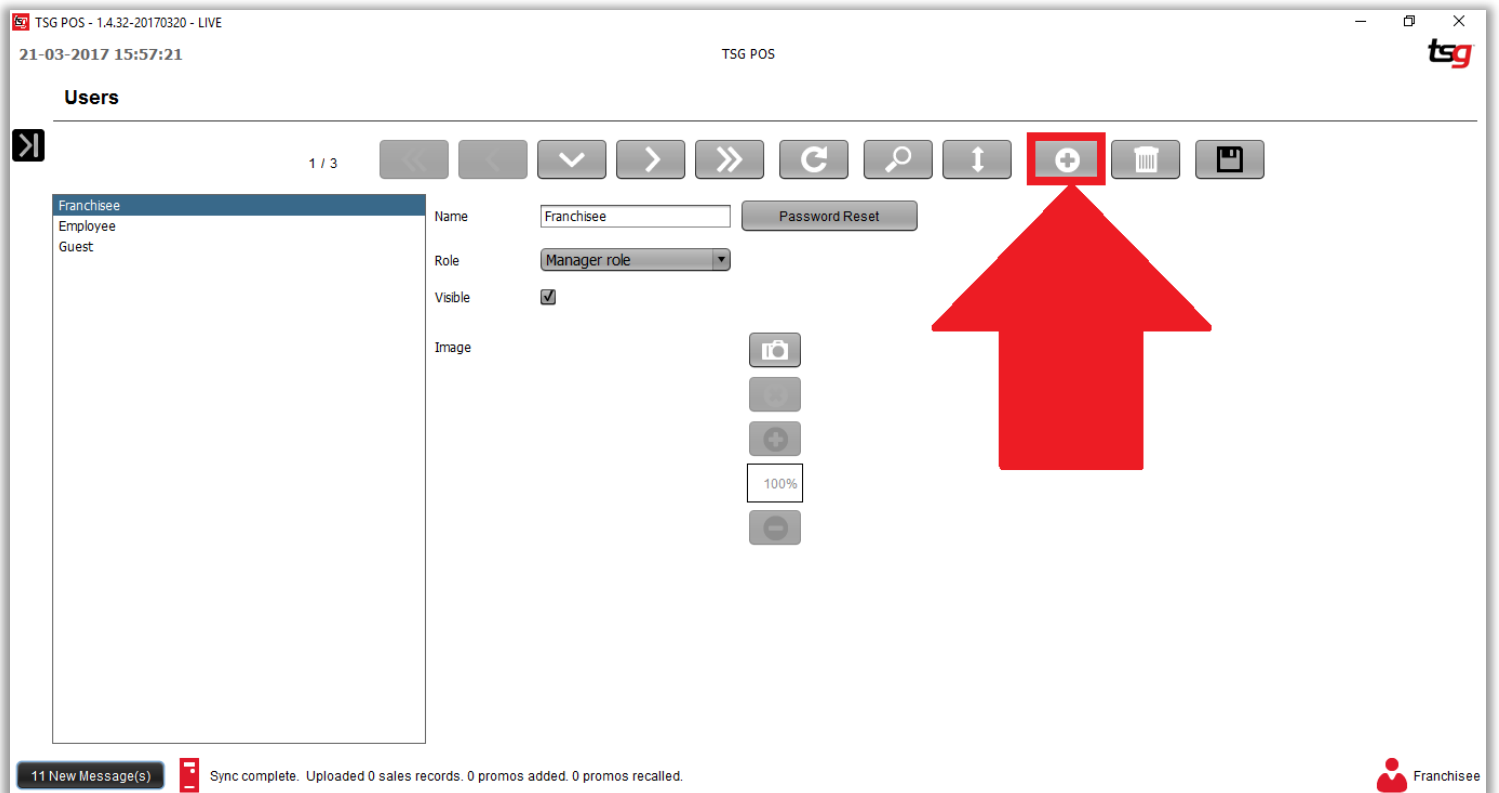 TSG POS - 1.4.32-20170320 - LIVE
21-03-2017 15:57:21
TSG POS
tsg
Users
1 / 3
Franchisee
Employee
Guest
Name
Franchisee
Password Reset
Role
Manager role
Visible
Image
100%
11 New Message(s)
Sync complete. Uploaded 0 sales records. 0 promos added. 0 promos recalled.
Franchisee